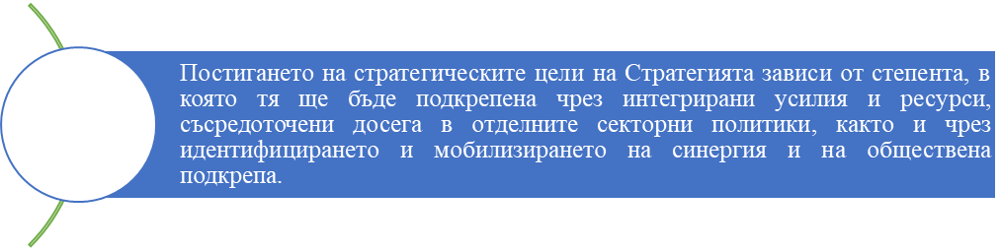 Постигането на стратегическите цели на Стратегията зависи от степента, в
която тя ще бъде подкрепена чрез интегрирани усилия и ресурси,
съсредоточени досега в отделните секторни политики, както и чрез
идентифицирането и мобилизирането на синергия и на обществена
подкрепа.